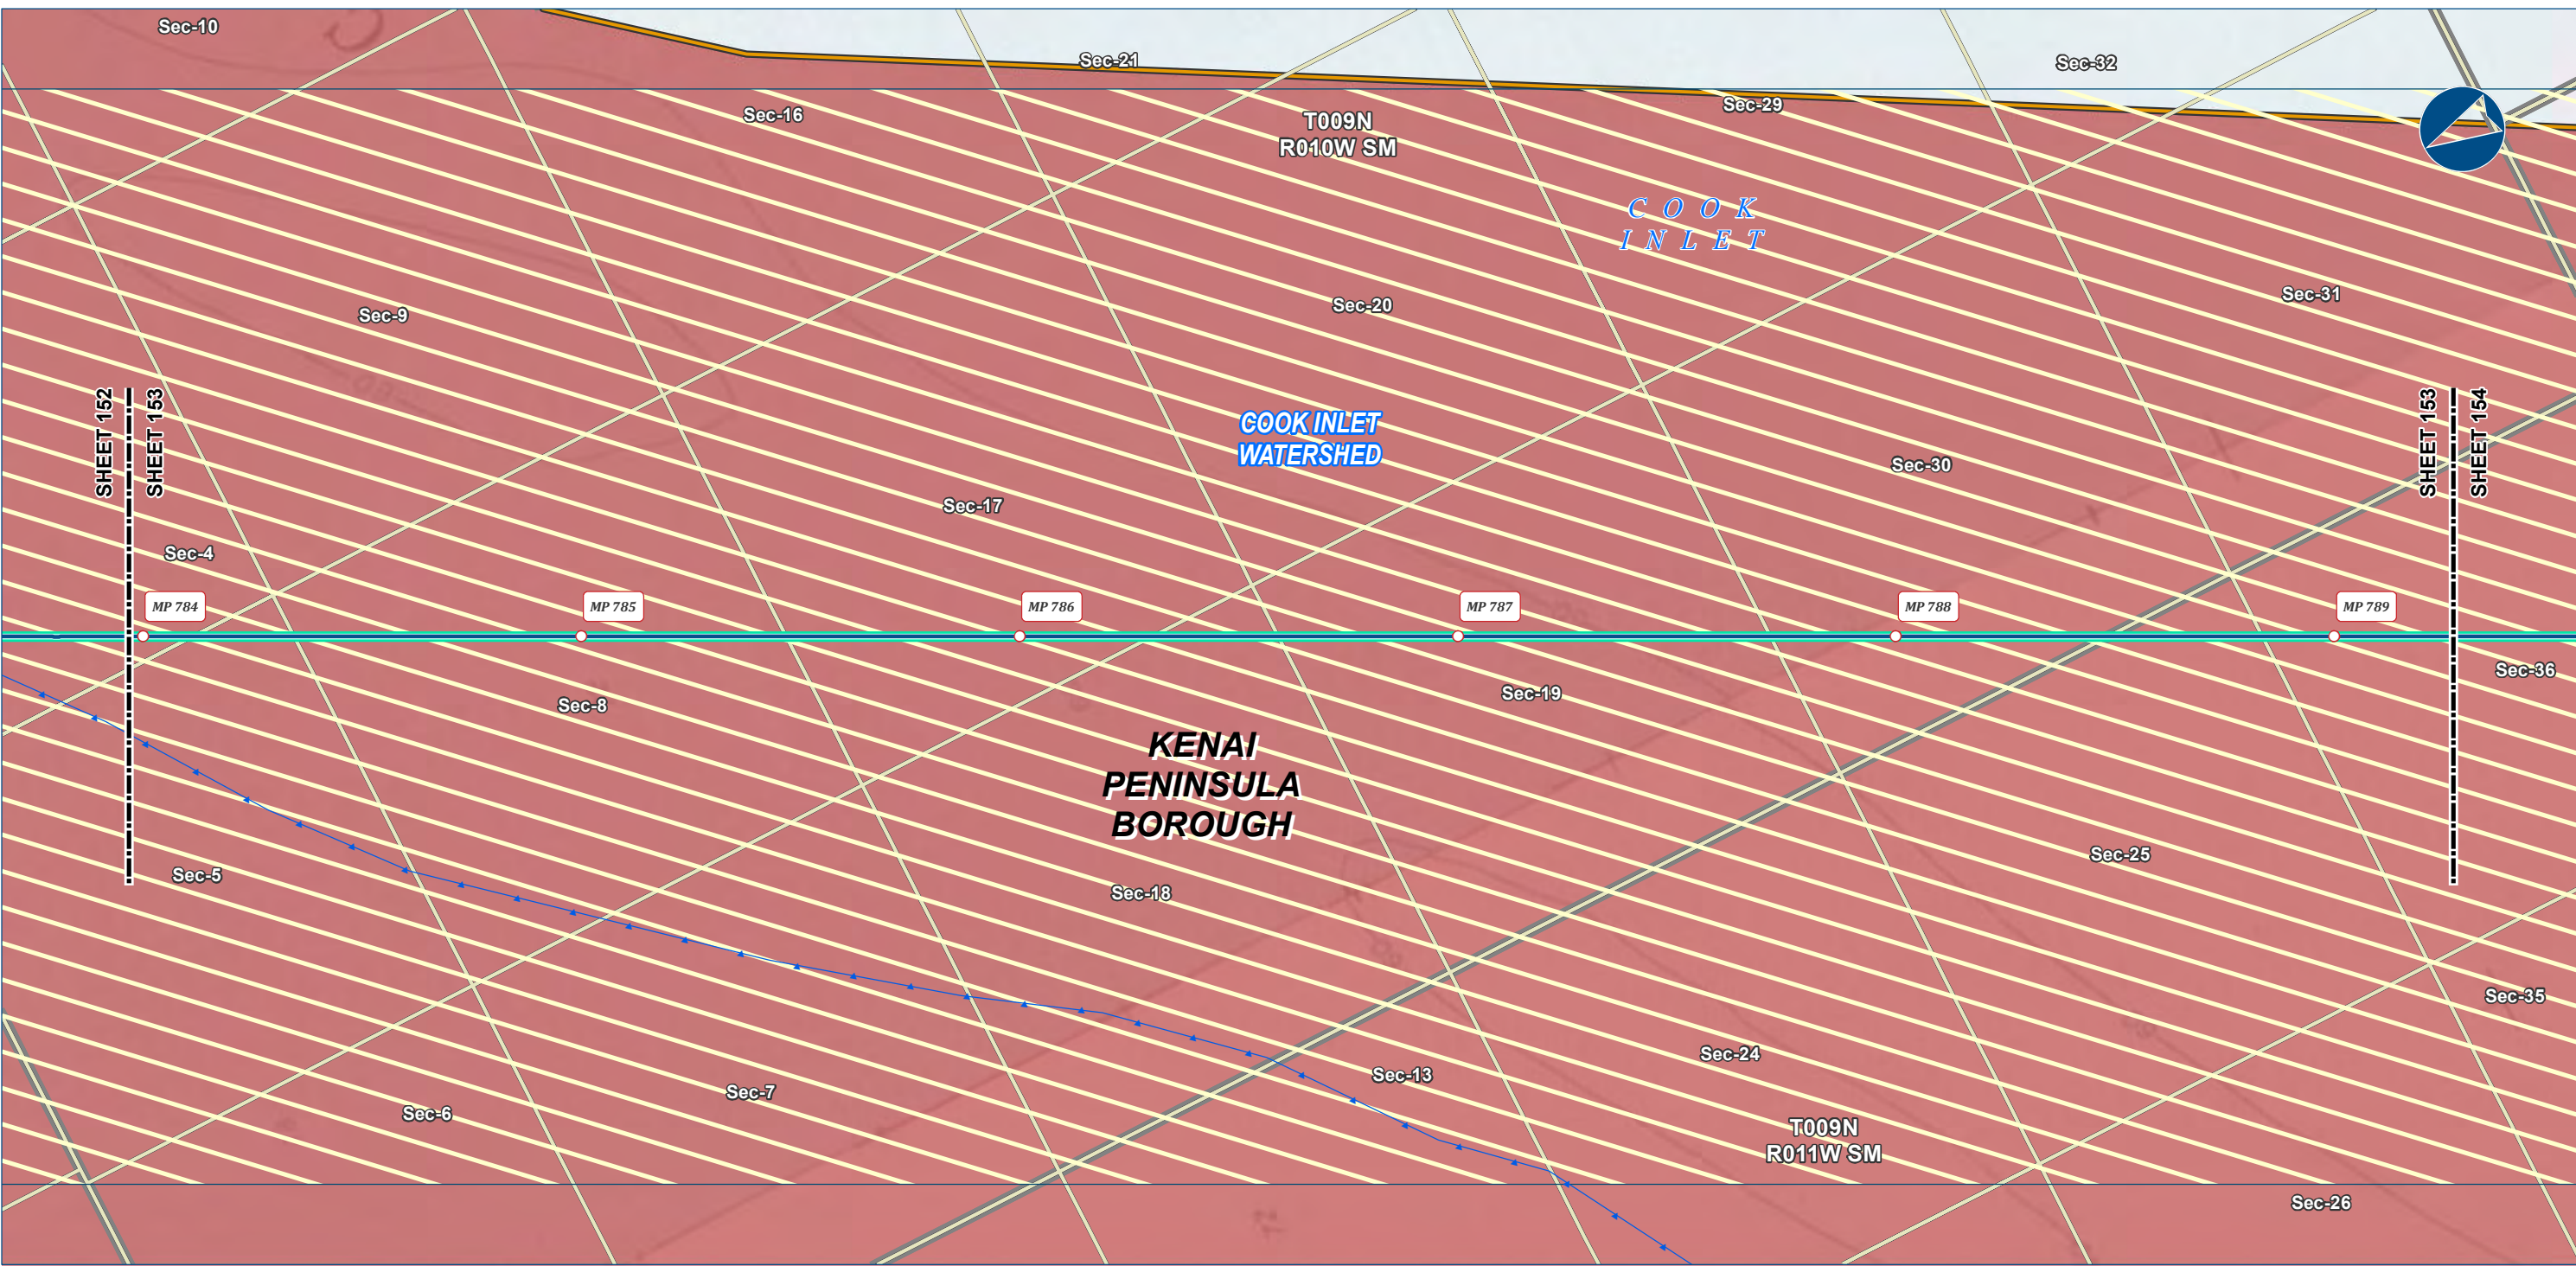 Sec-10
Sec-21
Sec-32
Sec-16
Sec-29
T009N
R010W SM
COOK
INLET
Sec-9
Sec-20
Sec-31
COOK INLET
WATERSHED
SHEET 152
SHEET 153
SHEET 153
SHEET 154
Sec-30
Sec-17
Sec-4
MP 784
MP 785
MP 786
MP 787
MP 788
MP 789
Sec-36
Sec-19
Sec-8
KENAI
PENINSULA
BOROUGH
Sec-25
Sec-5
Sec-18
Sec-35
Sec-24
Sec-13
Sec-7
Sec-6
T009N
R011W SM
Sec-26